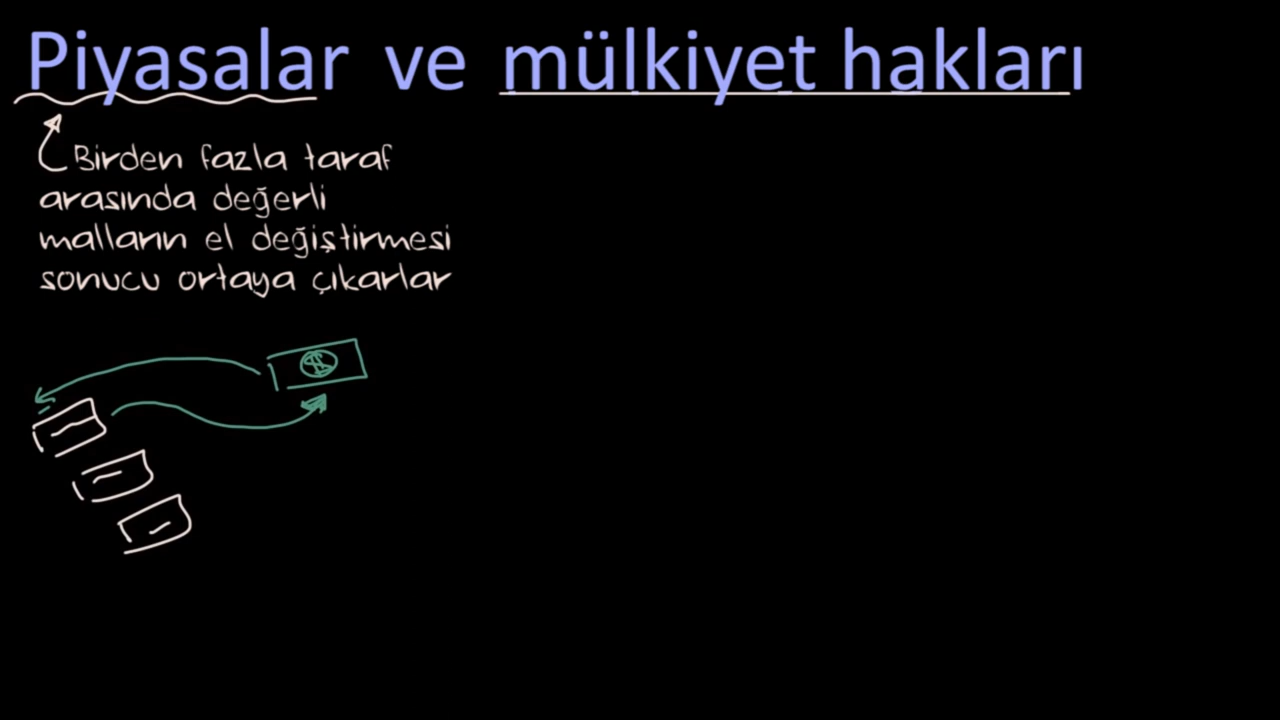 Piyasalar ve mülkiyet hakları
Birden fazla taraf
arasında değerli
malların el değiştirmesi
sonucu ortaya çıkarlar